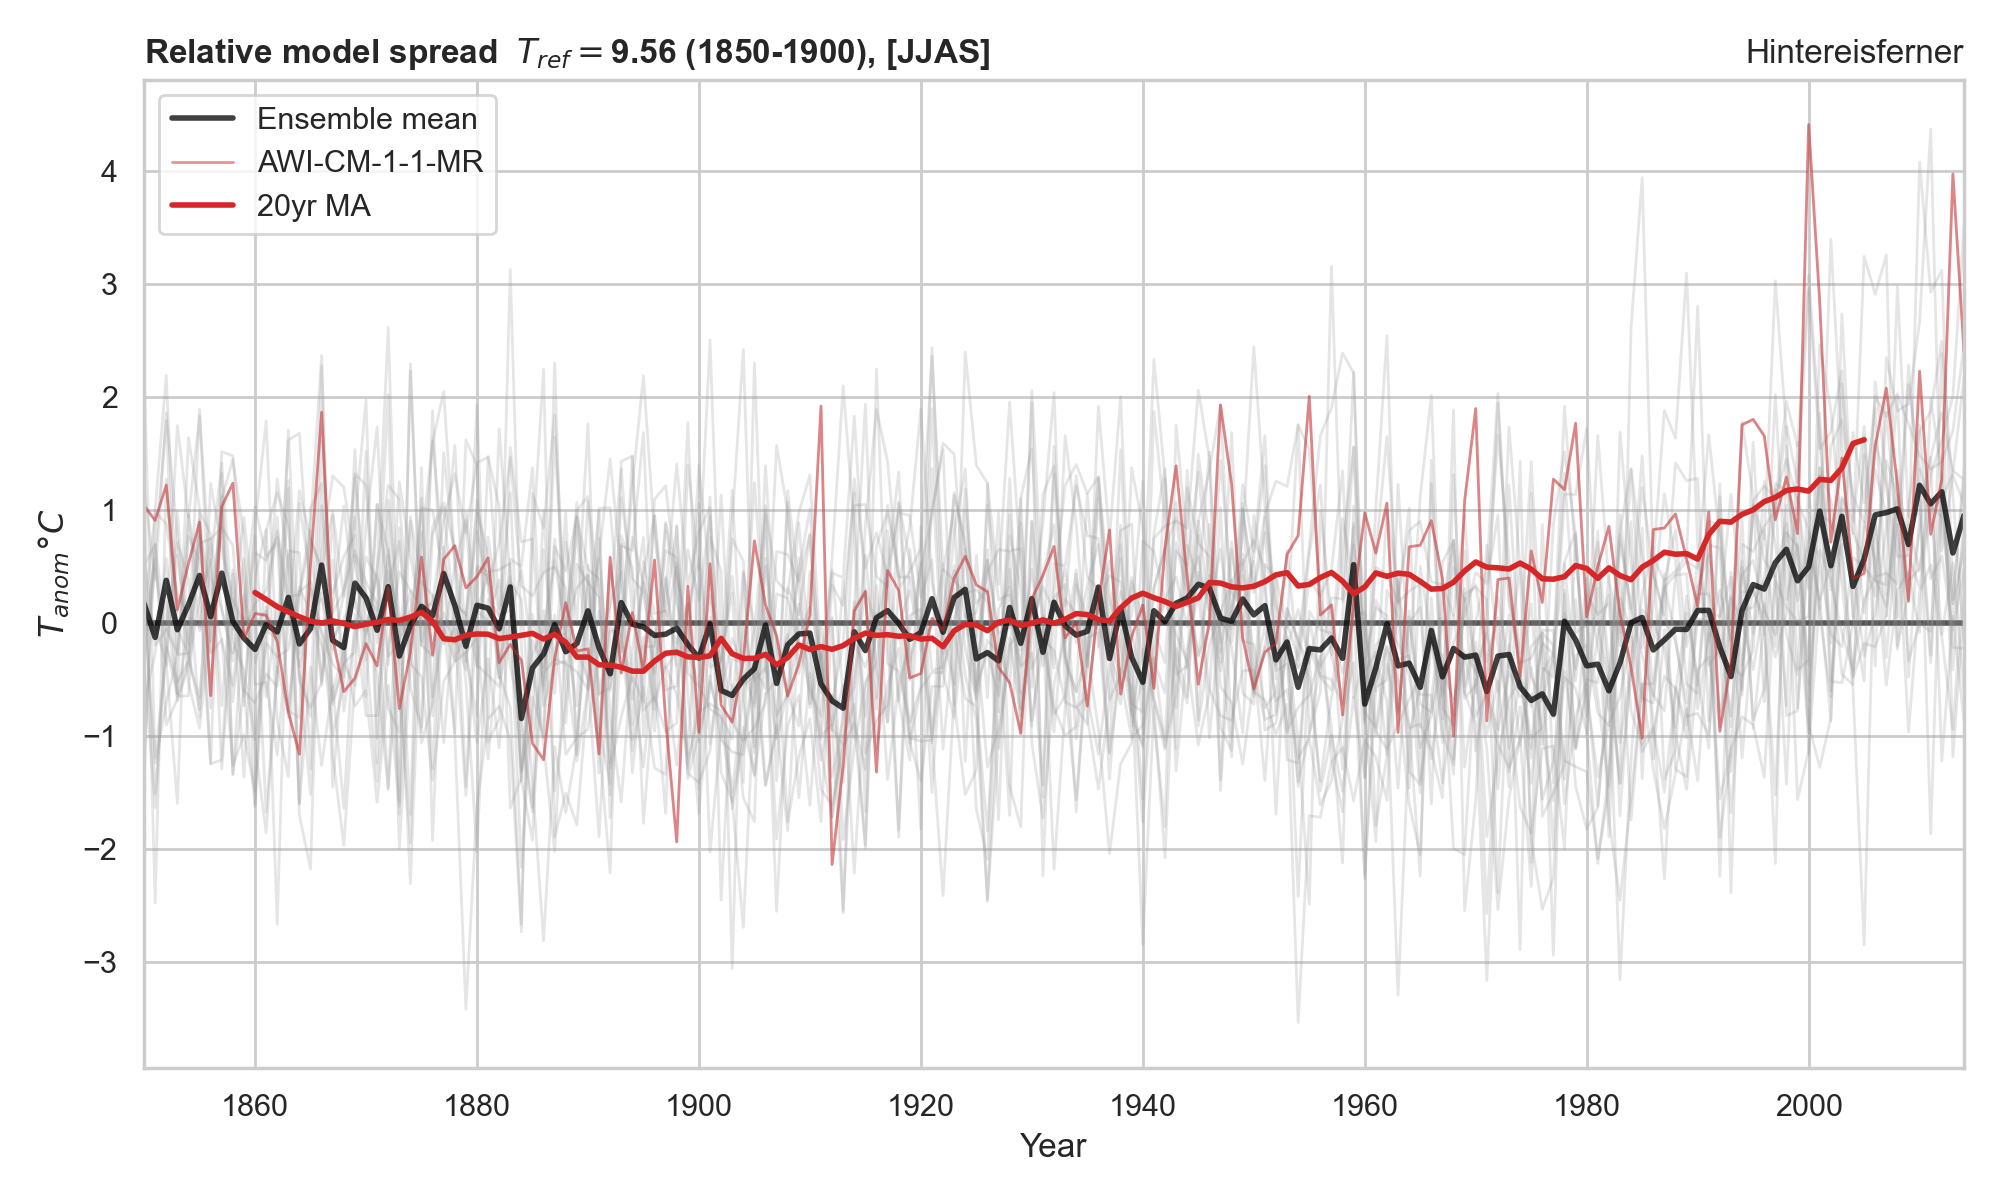 Relative model spread T_ref = 9.56 (1850-1900), [JJAS]
Hintereisferner
Ensemble mean
AWI-CM-1-1-MR
20yr MA
4
3
2
1
0
−1
−2
−3
T_anom °C
1860 1880 1900 1920 1940 1960 1980 2000
Year